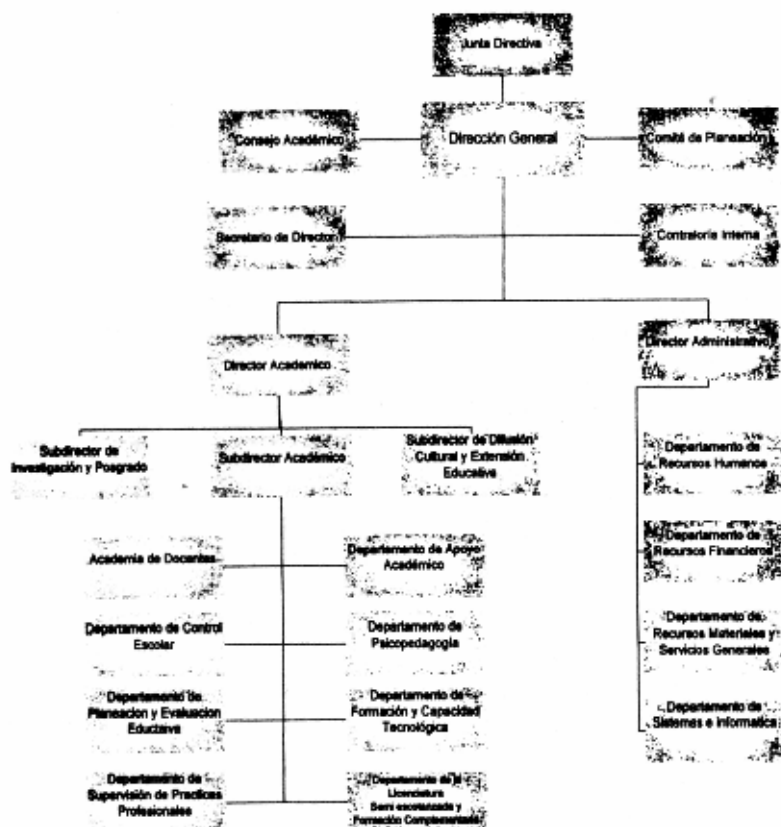 Junta Directiva
Consejo Académico
Dirección General
Comité de Planeación
Secretario de Director
Contraloría Interna
Director Academico
Director Administrativo
Subdirector de
Investigación y Posgrado
Subdirector Académico
Subdirector de Difusión
Cultural y Extensión
Educativa
Departamento de
Recursos Humanos
Academia de Docentes
Departamento de Apoyo
Académico
Departamento de
Recursos Financieros
Departamento de Control
Escolar
Departamento de
Psicopedagogía
Departamento de
Recursos Materiales y
Servicios Generales
Departamento de
Planeacion y Evaluacion
Departamento de
Formación y Capacidad
Tecnológica
Departamento de
Sistemas e Informatica
Departamento de
Supervisión de Practicas
Profesionales
Departamento de la
Licenciatura
Semi escolarizada y
Formación